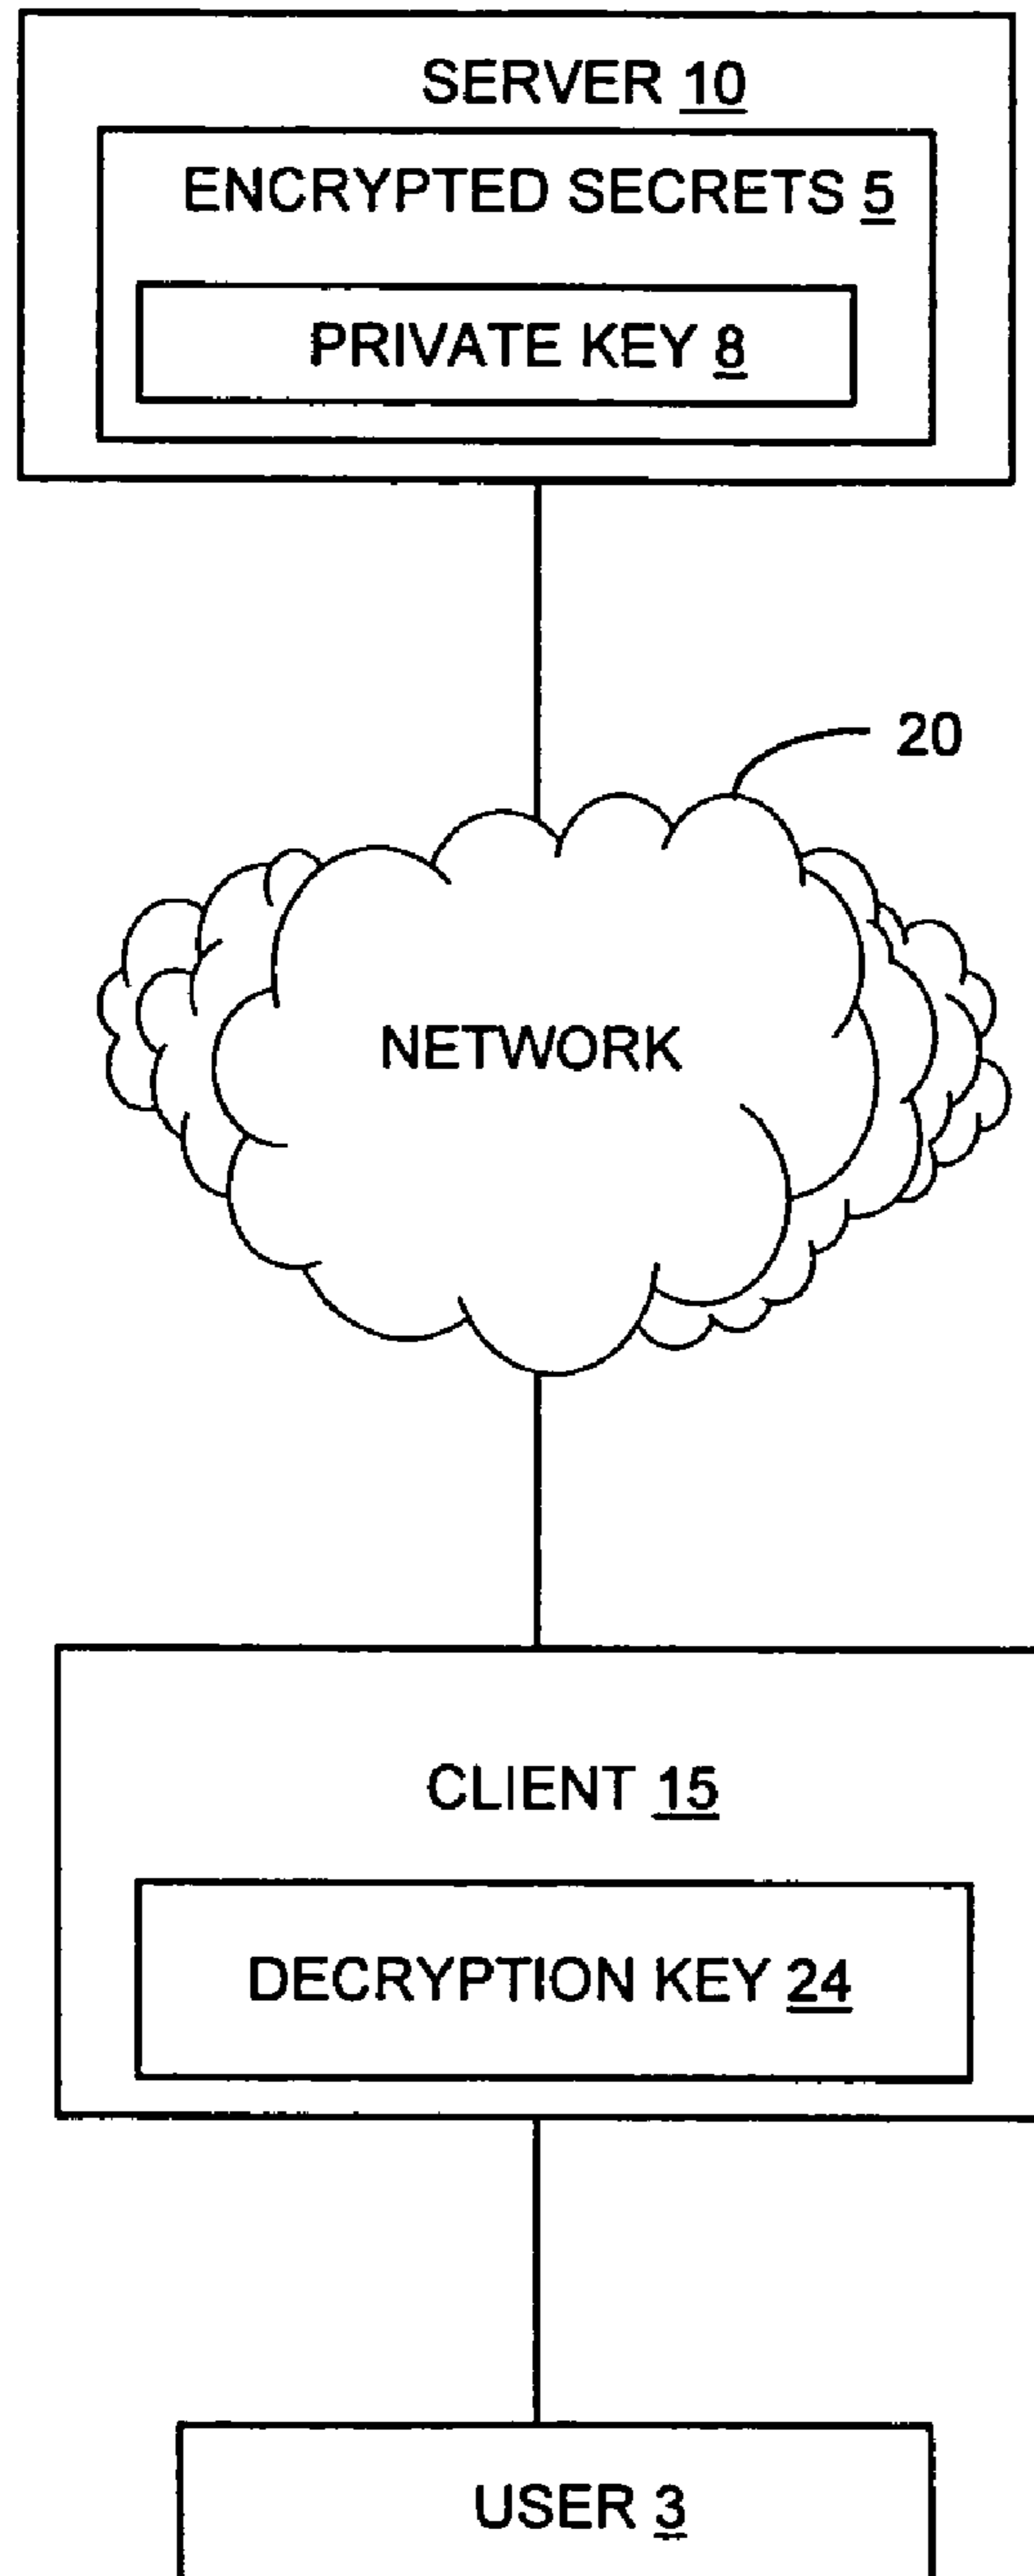 SERVER 10
ENCRYPTED SECRETS 5
PRIVATE KEY 8
20
NETWORK
CLIENT 15
DECRYPTION KEY 24
USER 3